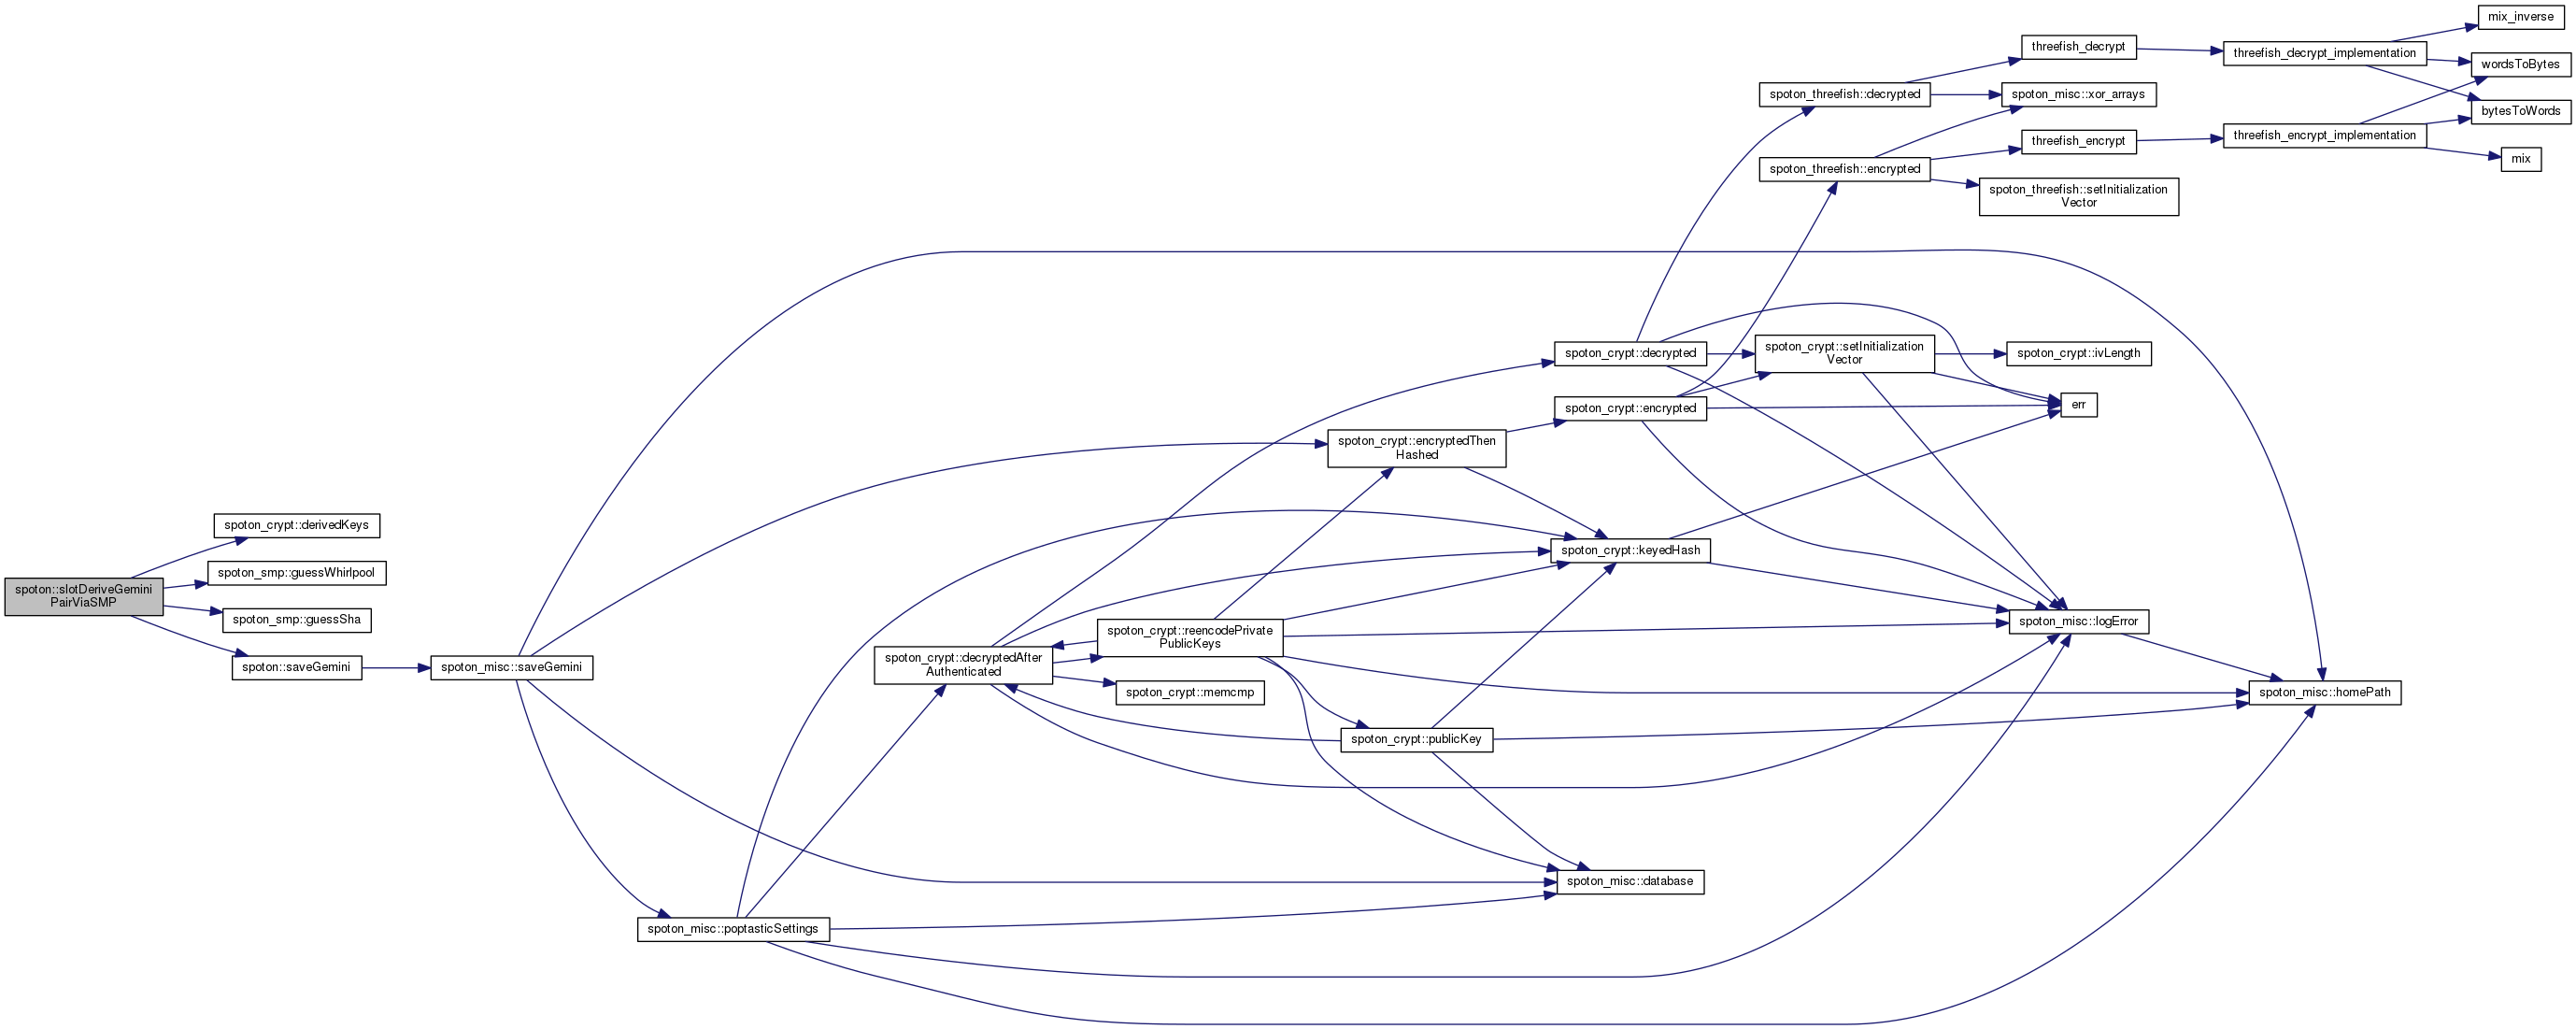 mix_inverse
threefish_decrypt
threefish_decrypt_implementation
wordsToBytes
spoton_threefish::decrypted
spoton_misc::xor_arrays
bytesToWords
threefish_encrypt
threefish_encrypt_implementation
mix
spoton_threefish::encrypted
spoton_threefish::setInitialization
Vector
spoton_crypt::decrypted
spoton_crypt::setInitialization
Vector
spoton_crypt::ivLength
spoton_crypt::encrypted
err
spoton_crypt::encryptedThen
Hashed
spoton_crypt::derivedKeys
spoton_crypt::keyedHash
spoton_smp::guessWhirlpool
spoton::slotDeriveGemini
PairViaSMP
spoton_smp::guessSha
spoton_misc::logError
spoton_crypt::reencodePrivate
PublicKeys
spoton::saveGemini
spoton_misc::saveGemini
spoton_crypt::decryptedAfter
Authenticated
spoton_crypt::memcmp
spoton_misc::homePath
spoton_crypt::publicKey
spoton_misc::database
spoton_misc::poptasticSettings